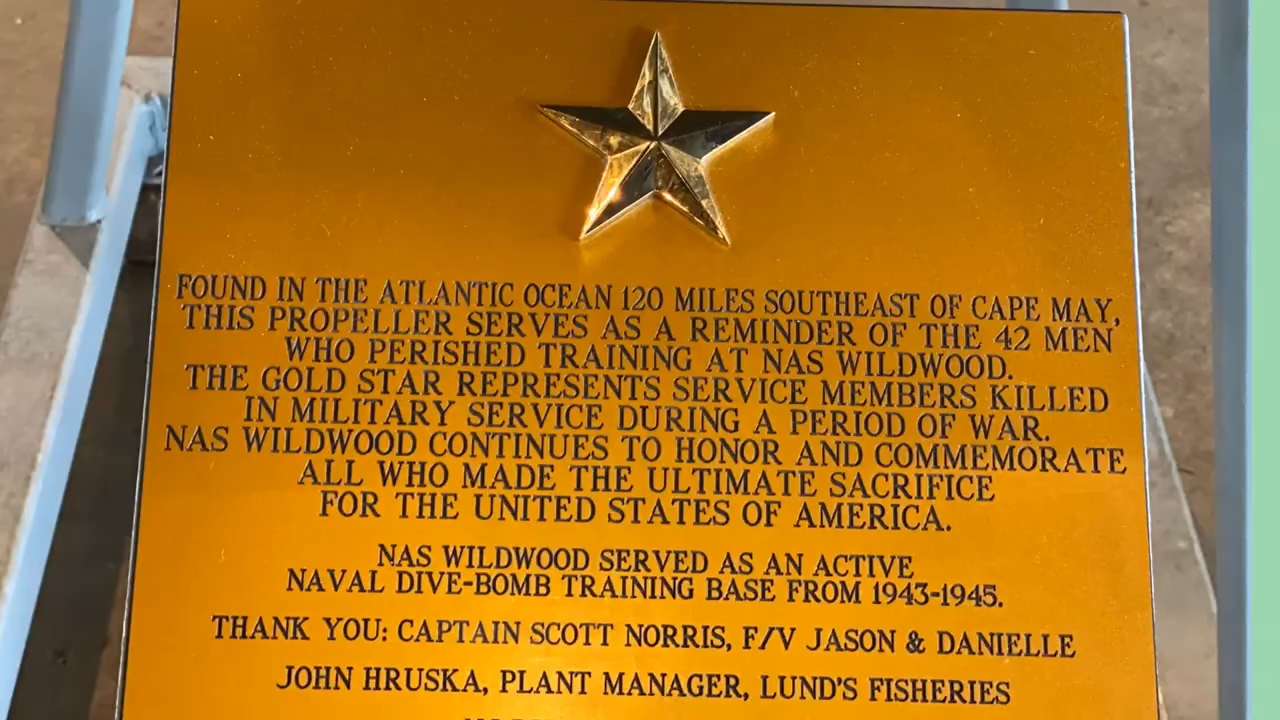 FOUND IN THE ATLANTIC OCEAN 120 MILES SOUTHEAST OF CAPE MAY,
THIS PROPELLER SERVES AS A REMINDER OF THE 42 MEN
WHO PERISHED TRAINING AT NAS WILDWOOD.
THE GOLD STAR REPRESENTS SERVICE MEMBERS KILLED
IN MILITARY SERVICE DURING A PERIOD OF WAR.
NAS WILDWOOD CONTINUES TO HONOR AND COMMEMORATE
ALL WHO MADE THE ULTIMATE SACRIFICE
FOR THE UNITED STATES OF AMERICA.
NAS WILDWOOD SERVED AS AN ACTIVE
NAVAL DIVE-BOMB TRAINING BASE FROM 1943-1945.
THANK YOU: CAPTAIN SCOTT NORRIS, F/V JASON & DANIELLE
JOHN HRUSKA, PLANT MANAGER, LUND'S FISHERIES